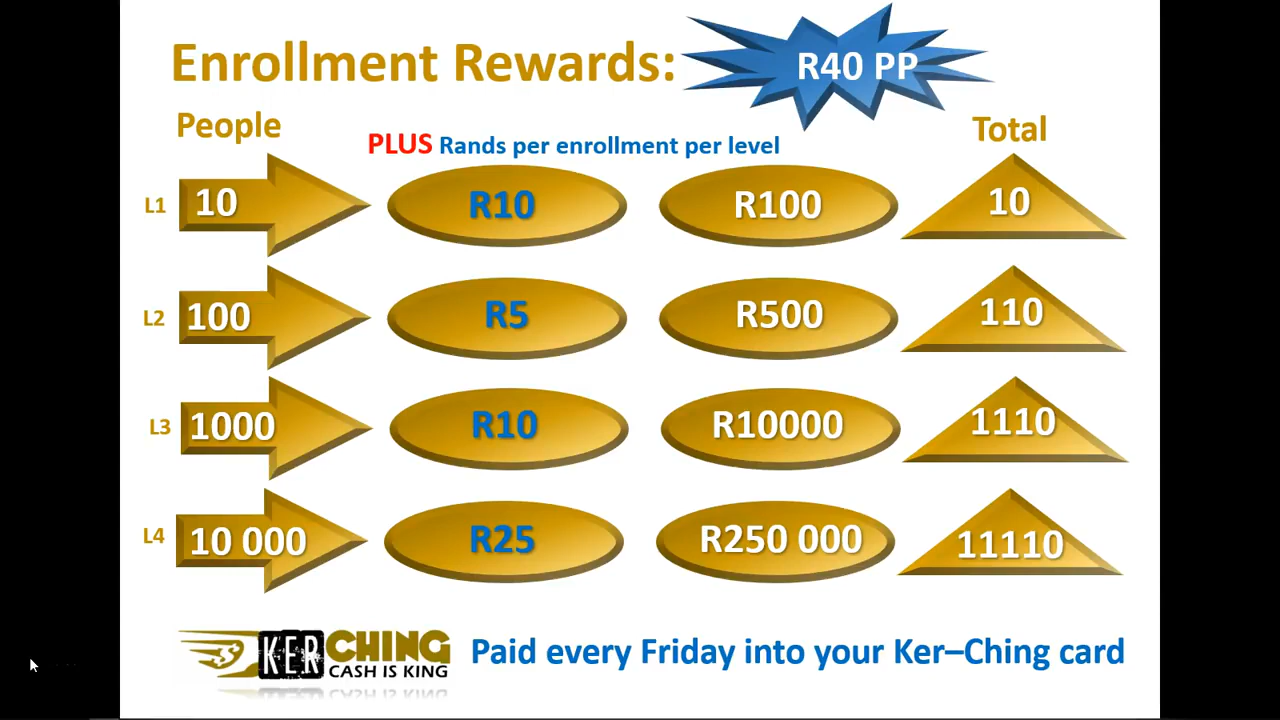 Enrollment Rewards: R40 PP
People
PLUS Rands per enrollment per level
Total
L1 10 R10 R100 10
L2 100 R5 R500 110
L3 1000 R10 R10000 1110
L4 10 000 R25 R250 000 11110
KERCHING
CASH IS KING
Paid every Friday into your Ker–Ching card